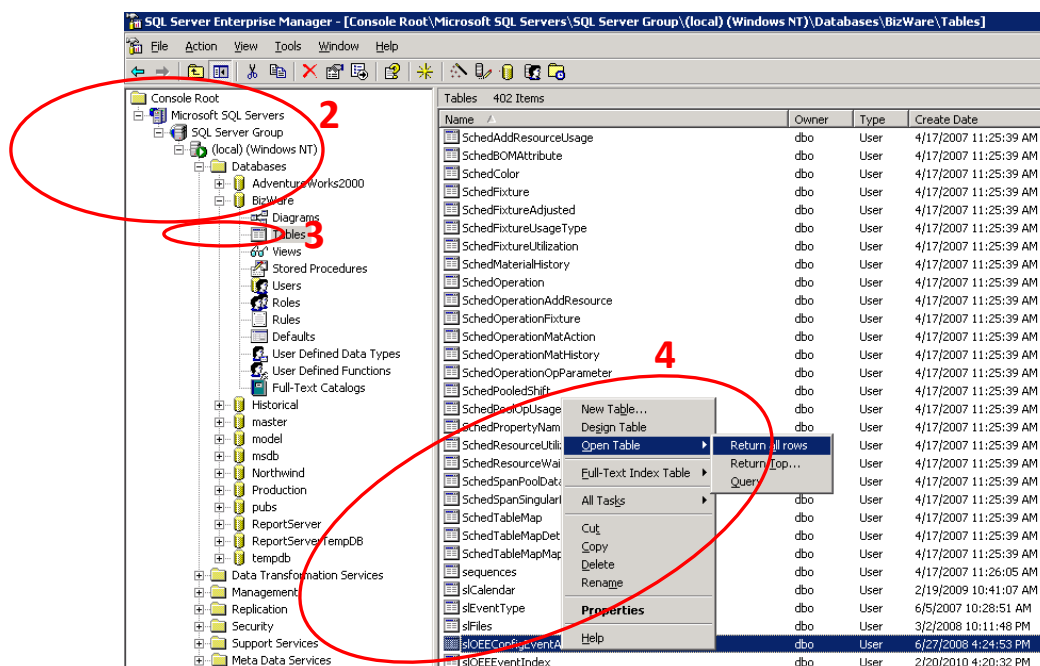 SQL Server Enterprise Manager - [Console Root\Microsoft SQL Servers\SQL Server Group\(local) (Windows NT)\Databases\BizWare\Tables]
File Action View Tools Window Help
Console Root
Microsoft SQL Servers
SQL Server Group
(local) (Windows NT)
Databases
AdventureWorks2000
BizWare
Diagrams
Tables
Views
Stored Procedures
Users
Roles
Rules
Defaults
User Defined Data Types
User Defined Functions
Full-Text Catalogs
Historical
master
model
msdb
Northwind
Production
pubs
ReportServer
ReportServerTempDB
tempdb
Data Transformation Services
Management
Replication
Security
Support Services
Meta Data Services
2
3
Tables 402 Items
Name Owner Type Create Date
SchedAddResourceUsage dbo User 4/17/2007 11:25:39 AM
SchedBOMAttribute dbo User 4/17/2007 11:25:39 AM
SchedColor dbo User 4/17/2007 11:25:39 AM
SchedFixture dbo User 4/17/2007 11:25:39 AM
SchedFixtureAdjusted dbo User 4/17/2007 11:25:39 AM
SchedFixtureUsageType dbo User 4/17/2007 11:25:39 AM
SchedFixtureUtilization dbo User 4/17/2007 11:25:39 AM
SchedMaterialHistory dbo User 4/17/2007 11:25:39 AM
SchedOperation dbo User 4/17/2007 11:25:39 AM
SchedOperationAddResource dbo User 4/17/2007 11:25:39 AM
SchedOperationFixture dbo User 4/17/2007 11:25:39 AM
SchedOperationMatAction dbo User 4/17/2007 11:25:39 AM
SchedOperationMatHistory dbo User 4/17/2007 11:25:39 AM
SchedOperationOpParameter dbo User 4/17/2007 11:25:39 AM
SchedPooledShift dbo User 4/17/2007 11:25:39 AM
SchedPoolOpUsage dbo User 4/17/2007 11:25:39 AM
SchedPropertyNam dbo User 4/17/2007 11:25:39 AM
SchedResourceUtili dbo User 4/17/2007 11:25:39 AM
SchedResourceWai dbo User 4/17/2007 11:25:39 AM
SchedSpanPoolData dbo User 4/17/2007 11:25:39 AM
SchedSpanSingular dbo User 4/17/2007 11:25:39 AM
SchedTableMap dbo User 4/17/2007 11:25:39 AM
SchedTableMapDet dbo User 4/17/2007 11:25:39 AM
SchedTableMapMap dbo User 4/17/2007 11:25:39 AM
sequences dbo User 4/17/2007 11:26:05 AM
slCalendar dbo User 2/19/2009 10:41:07 AM
slEventType dbo User 6/5/2007 10:28:51 AM
slFiles dbo User 3/11/2008 10:11:48 PM
slOEEConfigEventA dbo User 6/27/2008 4:24:53 PM
slOEEEventIndex dbo User 2/20/2010 4:20:32 PM
4
New Table...
Design Table
Open Table
Full-Text Index Table
All Tasks
Cut
Copy
Delete
Rename
Properties
Help
Return all rows
Return Top...
Query